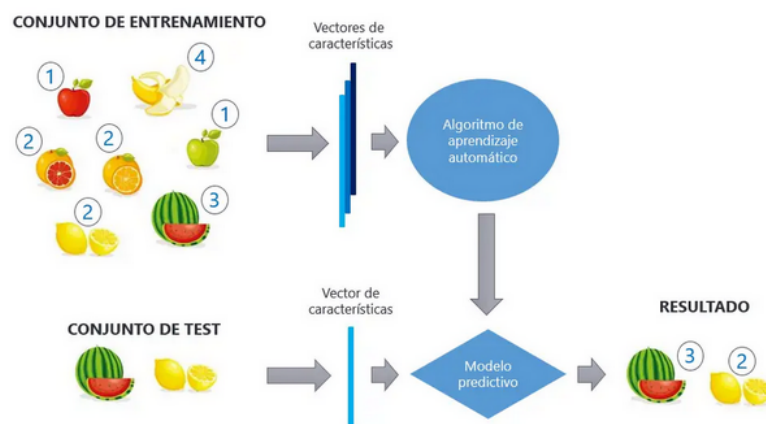 CONJUNTO DE ENTRENAMIENTO
Vectores de
características
1
4
1
2
2
2
3
Algoritmo de
aprendizaje
automático
CONJUNTO DE TEST
Vector de
características
Modelo
predictivo
RESULTADO
3
2